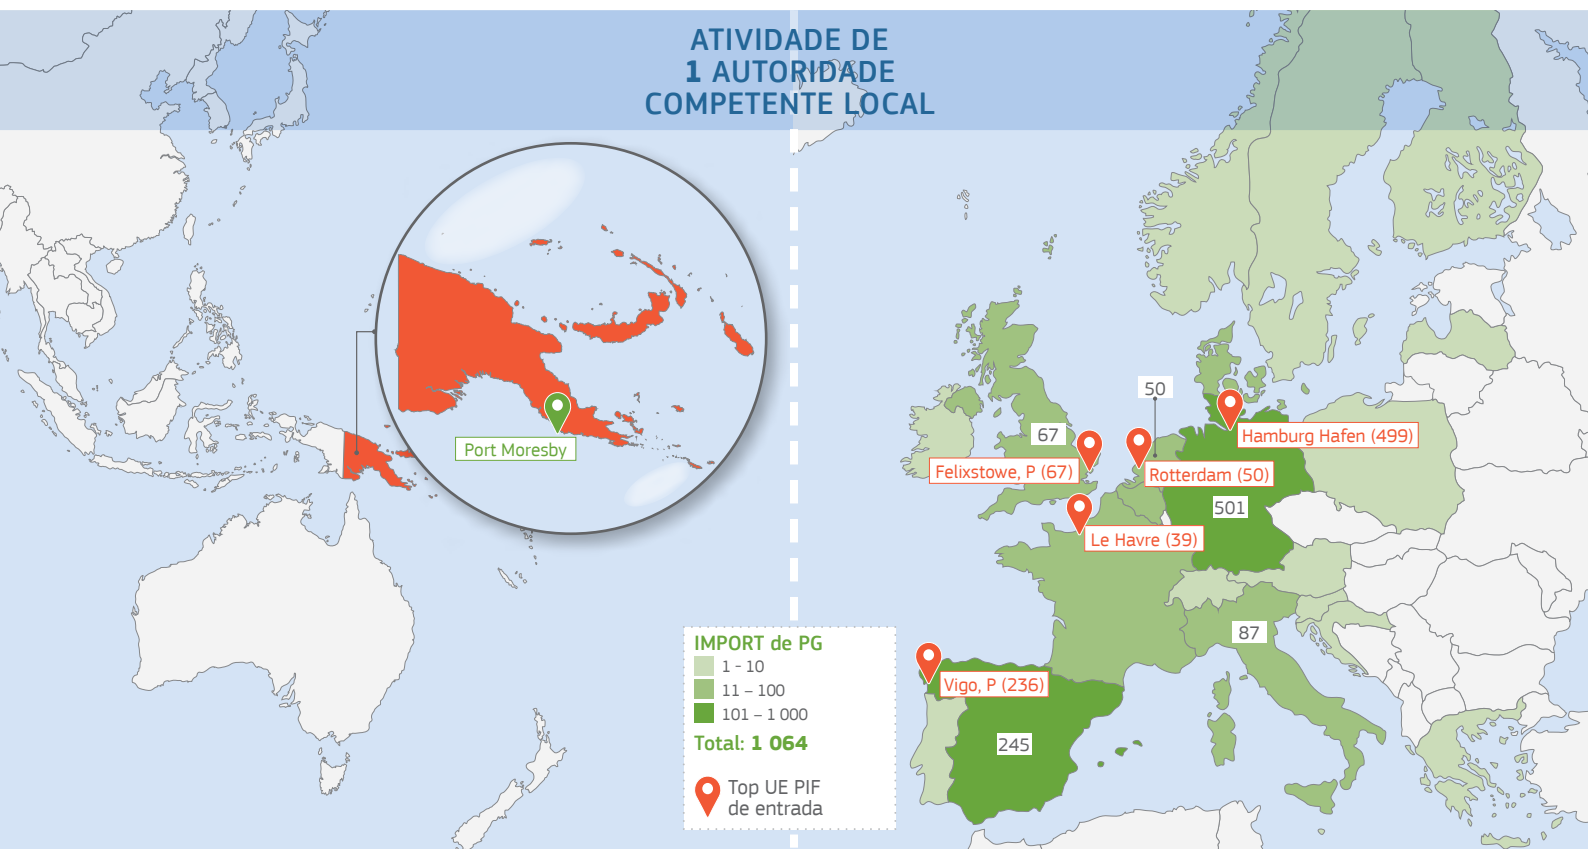 ATIVIDADE DE
1 AUTORIDADE
COMPETENTE LOCAL
Port Moresby
50
67
Hamburg Hafen (499)
Felixstowe, P (67)
Rotterdam (50)
501
Le Havre (39)
87
Vigo, P (236)
245
IMPORT de PG
1 - 10
11 – 100
101 – 1 000
Total: 1 064
Top UE PIF
de entrada